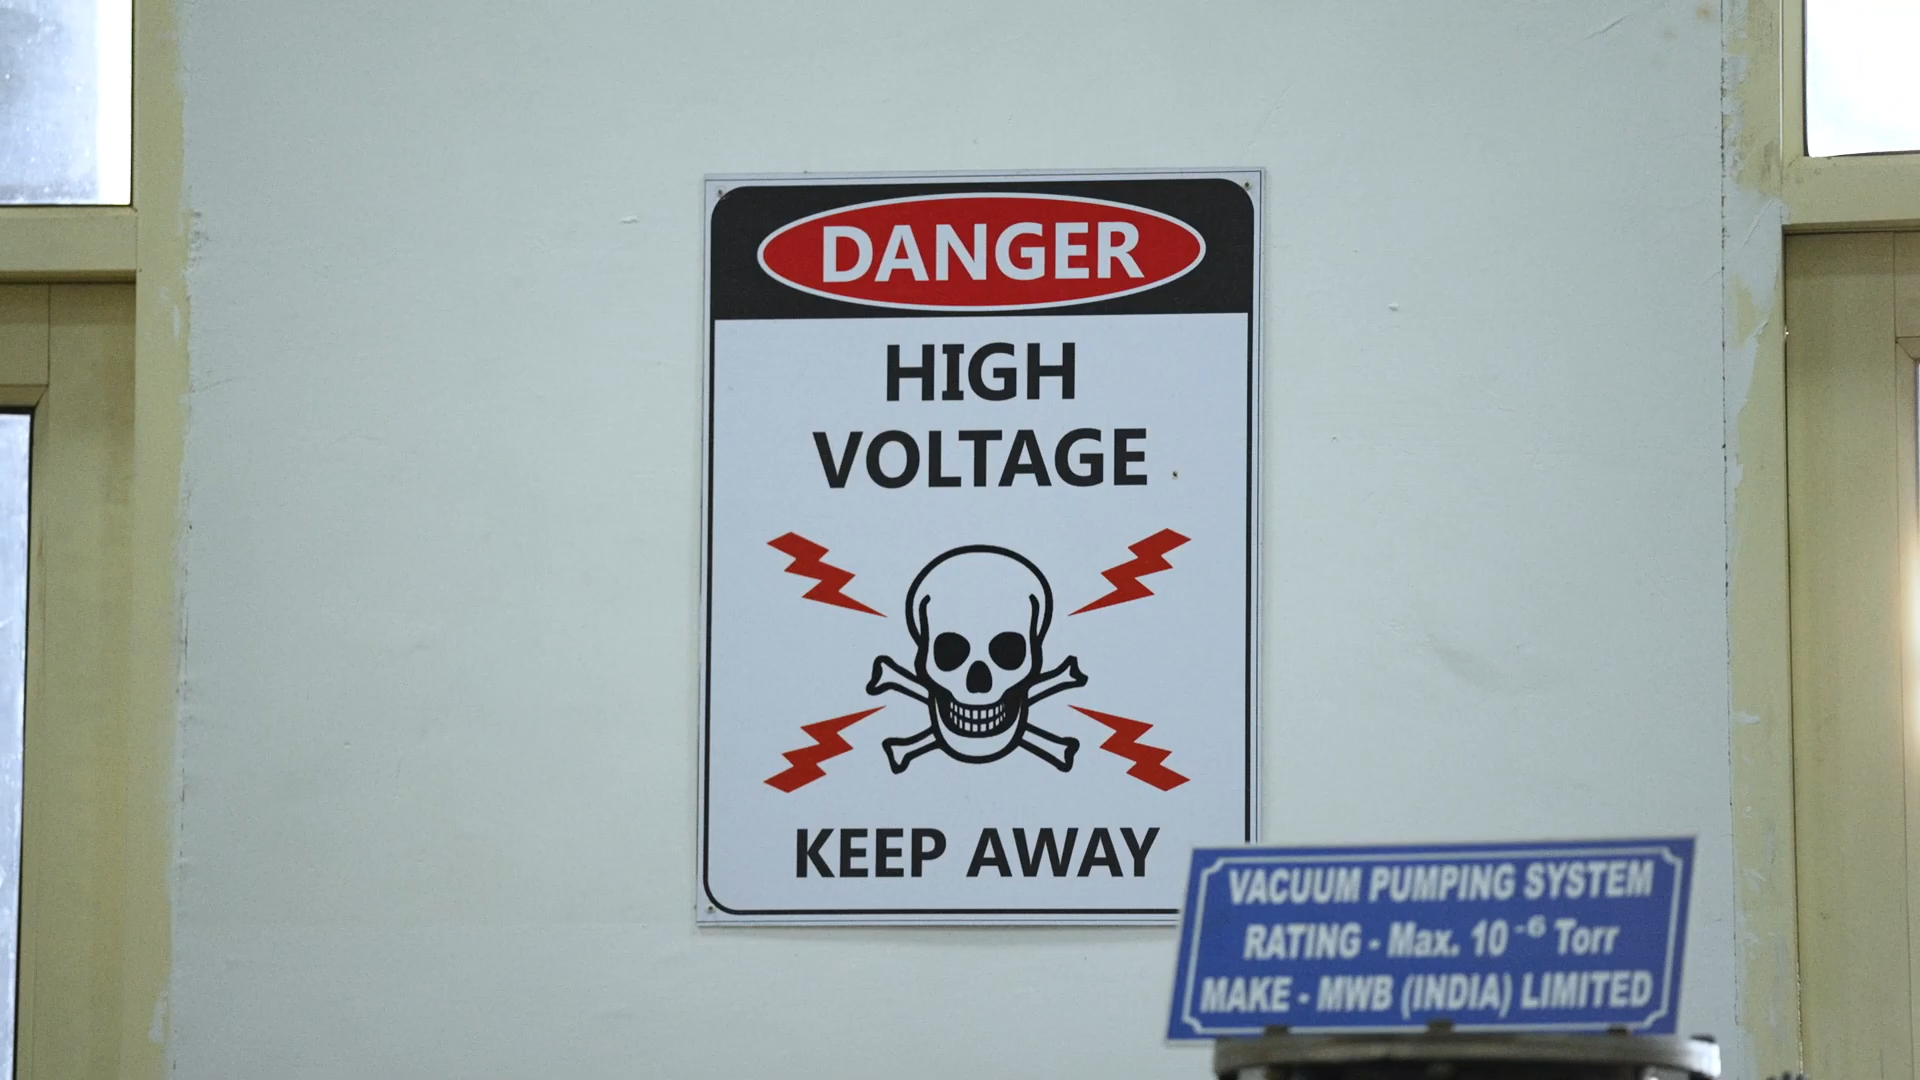 DANGER
HIGH
VOLTAGE
KEEP AWAY
VACUUM PUMPING SYSTEM
RATING - Max. 10⁻⁶ Torr
MAKE - MWB (INDIA) LIMITED